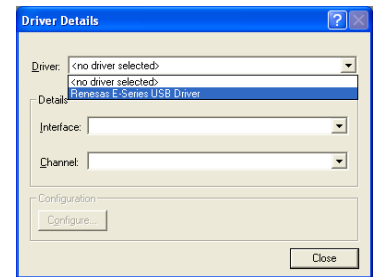 Driver Details
Driver: <no driver selected>
<no driver selected>
Renesas E-Series USB Driver
Details
Interface:
Channel:
Configuration
Configure...
Close